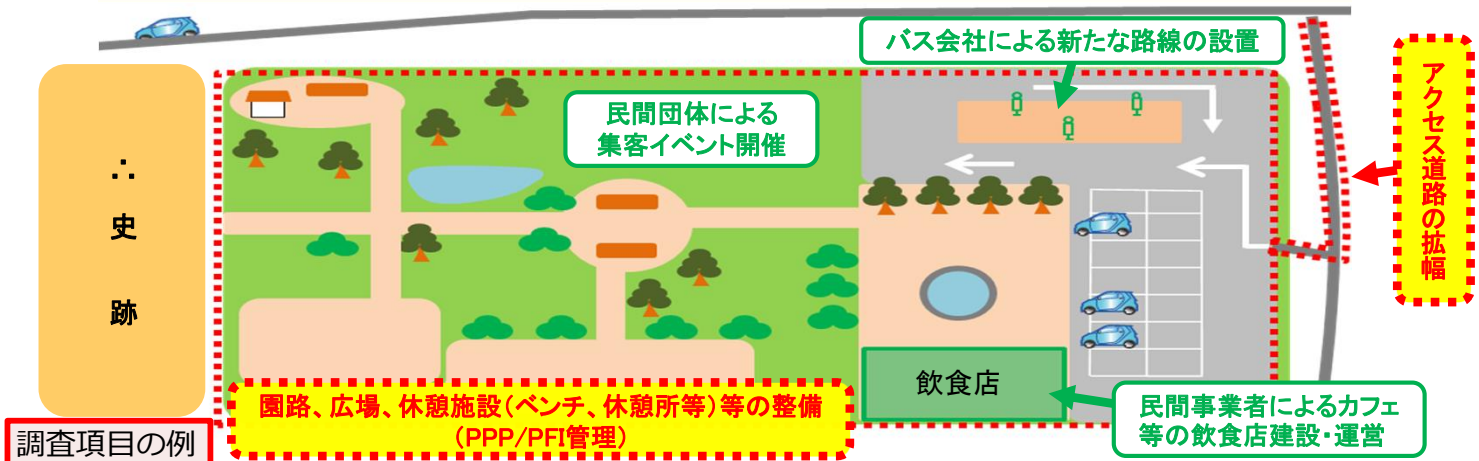 バス会社による新たな路線の設置
民間団体による
集客イベント開催
アクセス道路の拡幅
∴史跡
飲食店
園路、広場、休憩施設（ベンチ、休憩所等）等の整備
（PPP/PFI管理）
民間事業者によるカフェ
等の飲食店建設・運営
調査項目の例